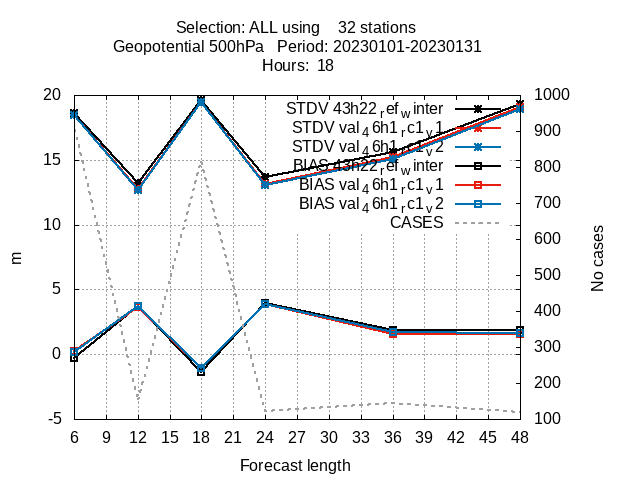 Selection: ALL using    32 stations
Geopotential 500hPa   Period: 20230101-20230131
Hours:  18
20
15
10
5
0
-5
m
1000
900
800
700
600
500
400
300
200
100
No cases
STDV 43h22_ref_winter
STDV val_46h1_rc1_v1
STDV val_46h1_rc1_v2
BIAS 43h22_ref_winter
BIAS val_46h1_rc1_v1
BIAS val_46h1_rc1_v2
CASES
6 9 12 15 18 21 24 27 30 33 36 39 42 45 48
Forecast length